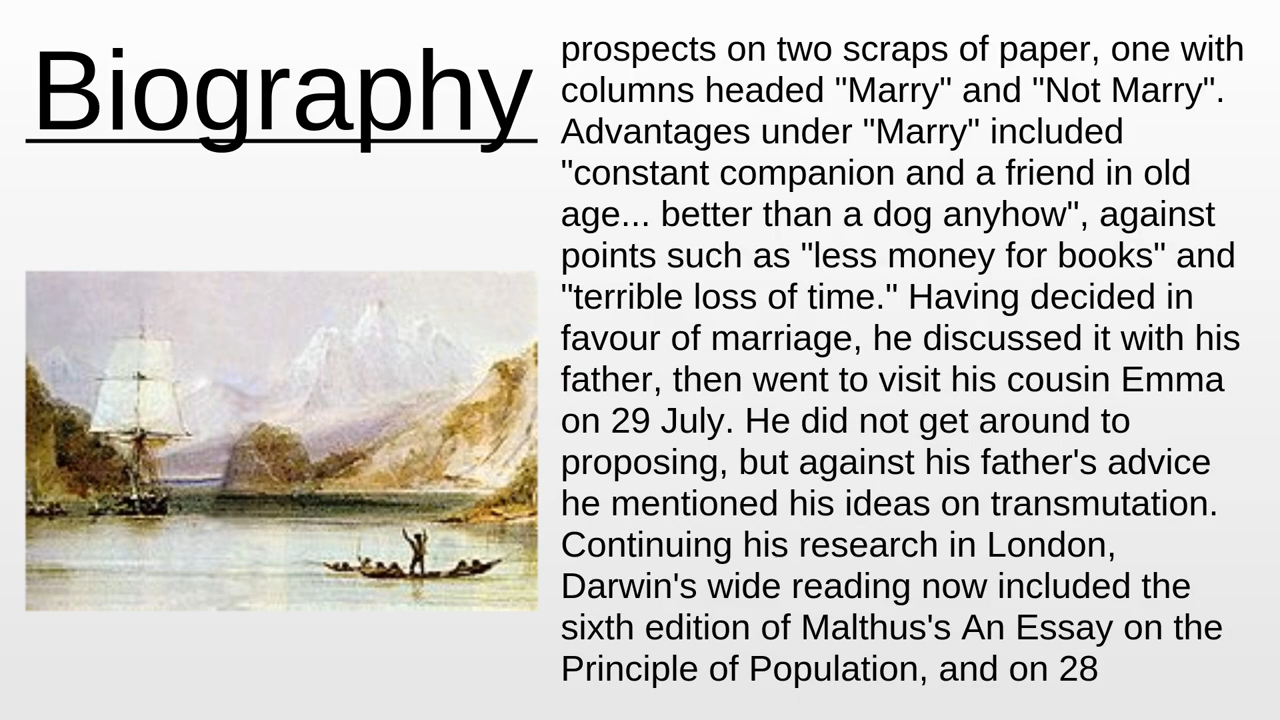 Biography
prospects on two scraps of paper, one with
columns headed "Marry" and "Not Marry".
Advantages under "Marry" included
"constant companion and a friend in old
age... better than a dog anyhow", against
points such as "less money for books" and
"terrible loss of time." Having decided in
favour of marriage, he discussed it with his
father, then went to visit his cousin Emma
on 29 July. He did not get around to
proposing, but against his father's advice
he mentioned his ideas on transmutation.
Continuing his research in London,
Darwin's wide reading now included the
sixth edition of Malthus's An Essay on the
Principle of Population, and on 28